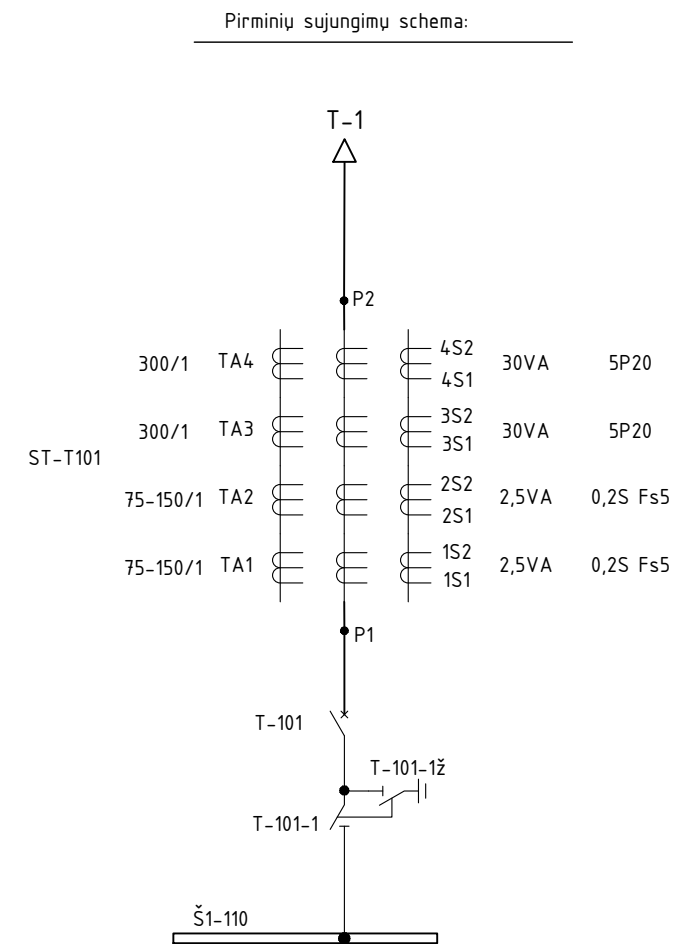 Pirminių sujungimų schema:
T-1
P2
300/1 TA4 4S2 30VA 5P20
4S1
300/1 TA3 3S2 30VA 5P20
3S1
ST-T101
75-150/1 TA2 2S2 2,5VA 0,2S Fs5
2S1
75-150/1 TA1 1S2 2,5VA 0,2S Fs5
1S1
P1
T-101
T-101-1ž
T-101-1
Š1-110